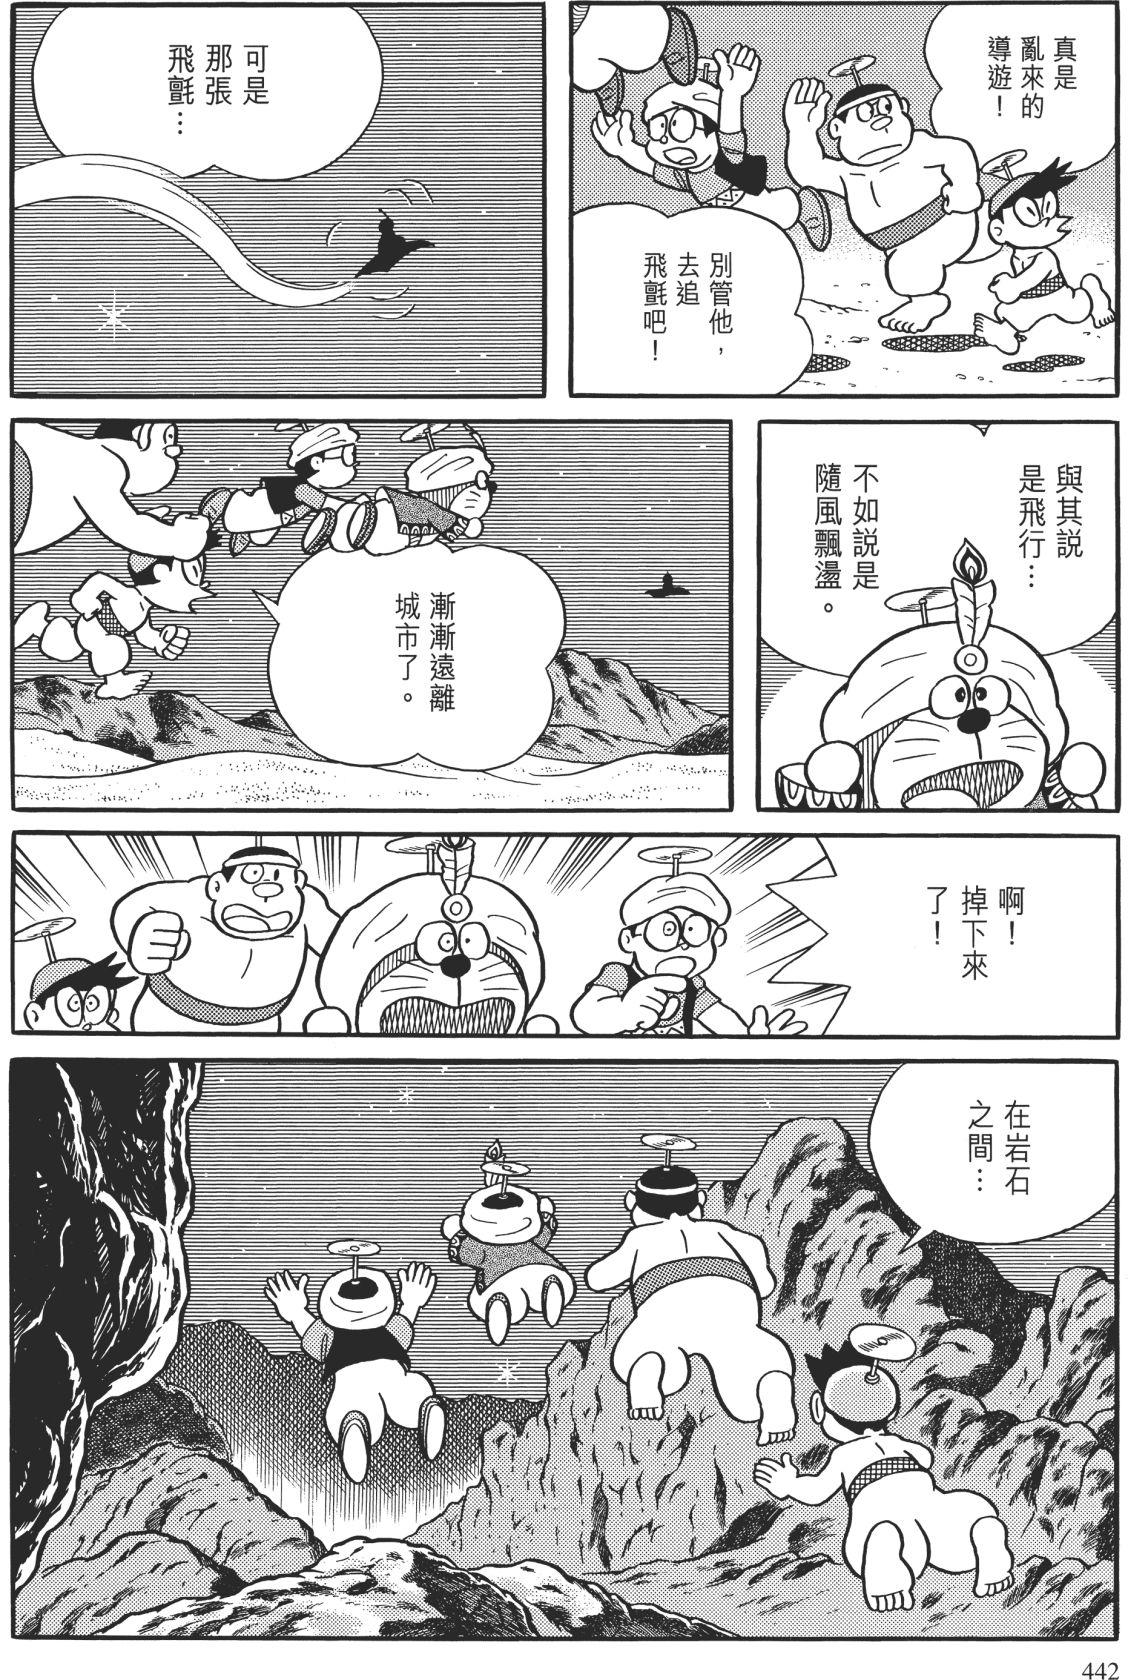 真是
亂來的
導遊！
別管他，
去追
飛氈吧！
可是
那張
飛氈…
與其說
是飛行…
不如說是
隨風飄盪。
漸漸遠離
城市了。
啊！
掉下來
了！
在岩石
之間…
442